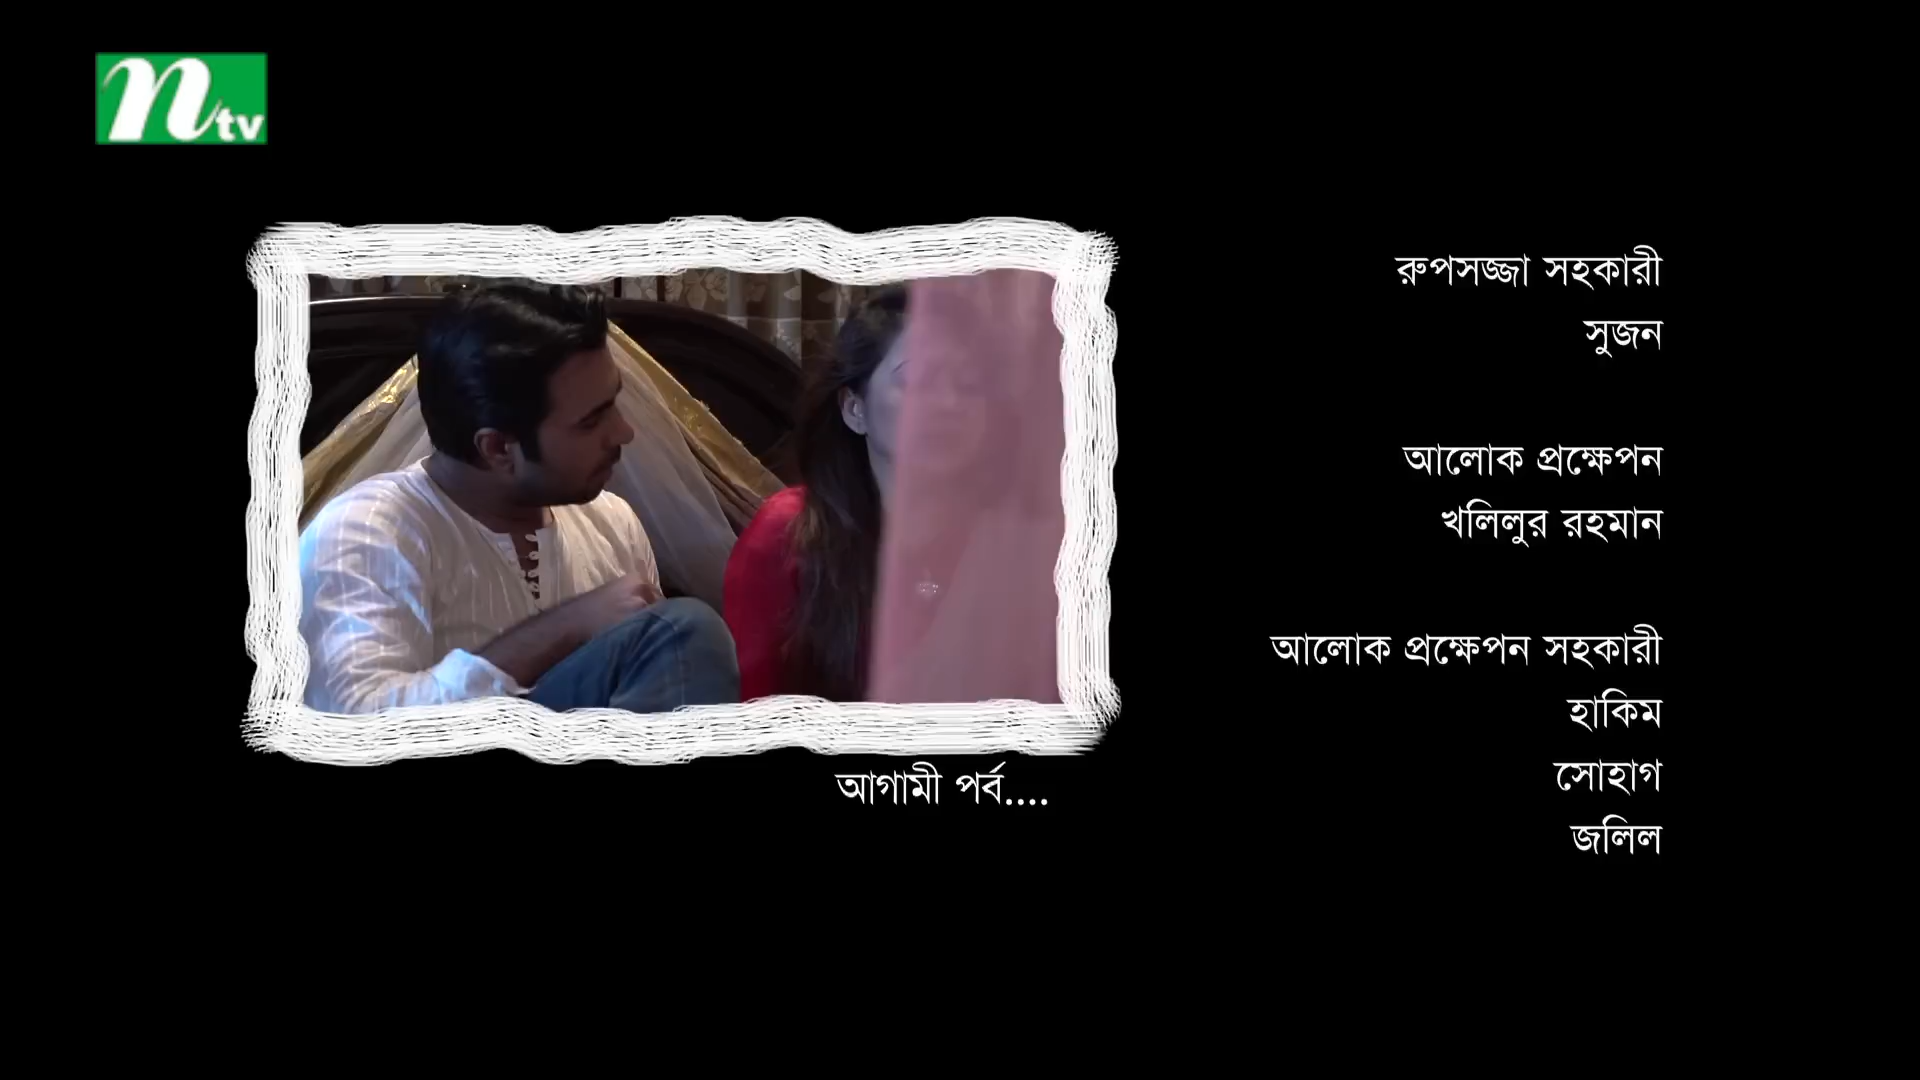 ntv
রুপসজ্জা সহকারী
সুজন
আলোক প্রক্ষেপন
খলিলুর রহমান
আলোক প্রক্ষেপন সহকারী
হাকিম
সোহাগ
জলিল
আগামী পর্ব....